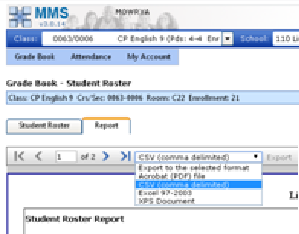 MMS
v3.0.14
Class: 0063/0006 CP English 9 (Pds: 4-4 Enr School: 110 Li
Grade Book Attendance My Account
Grade Book - Student Roster
Class: CP English 9 Crs/Sec: 0063-0006 Room: C22 Enrollment: 21
Student Roster Report
1 of 2 CSV (comma delimited) Export
Export to the selected format
Acrobat (PDF) file
CSV (comma delimited)
Excel 97-2003
XPS Document
Li
Student Roster Report